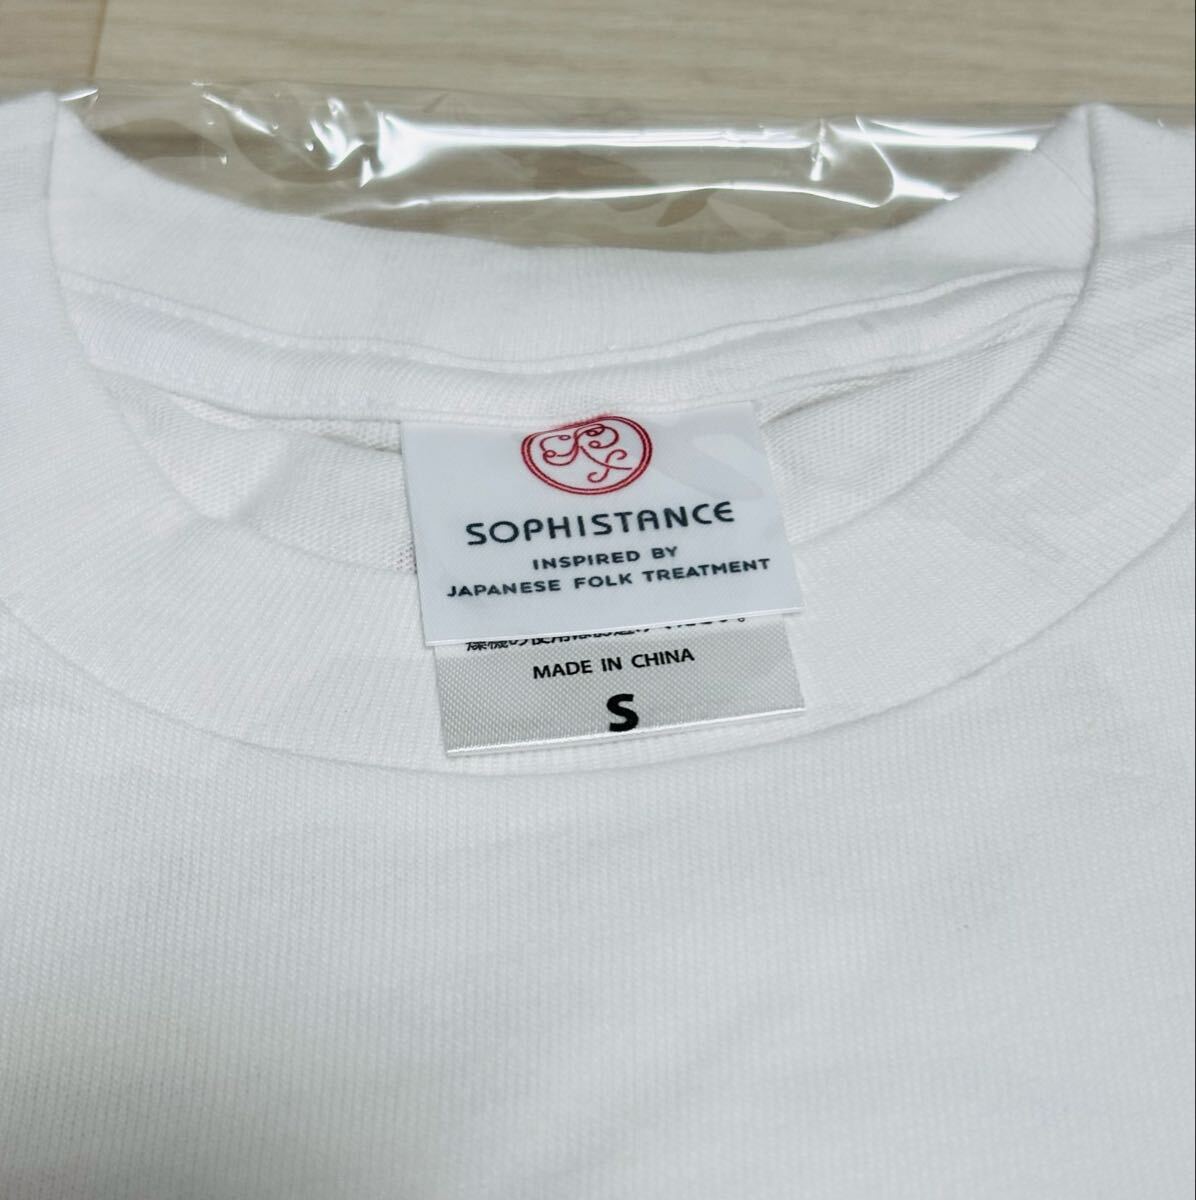 SOPHISTANCE
INSPIRED BY
JAPANESE FOLK TREATMENT
MADE IN CHINA
S